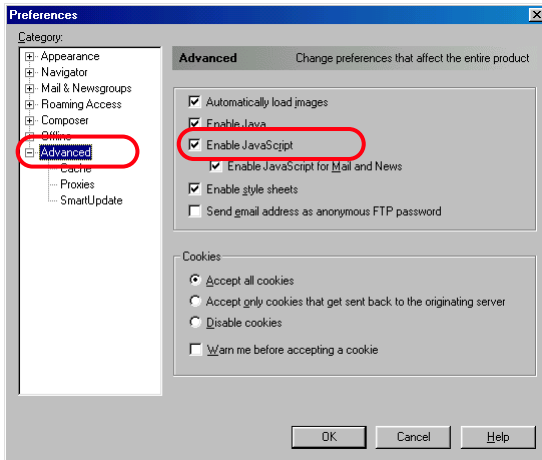 Preferences
Category:
Appearance
Navigator
Mail & Newsgroups
Roaming Access
Composer
Offline
Advanced
Cache
Proxies
SmartUpdate
Advanced Change preferences that affect the entire product
Automatically load images
Enable Java
Enable JavaScript
Enable JavaScript for Mail and News
Enable style sheets
Send email address as anonymous FTP password
Cookies
Accept all cookies
Accept only cookies that get sent back to the originating server
Disable cookies
Warn me before accepting a cookie
OK Cancel Help